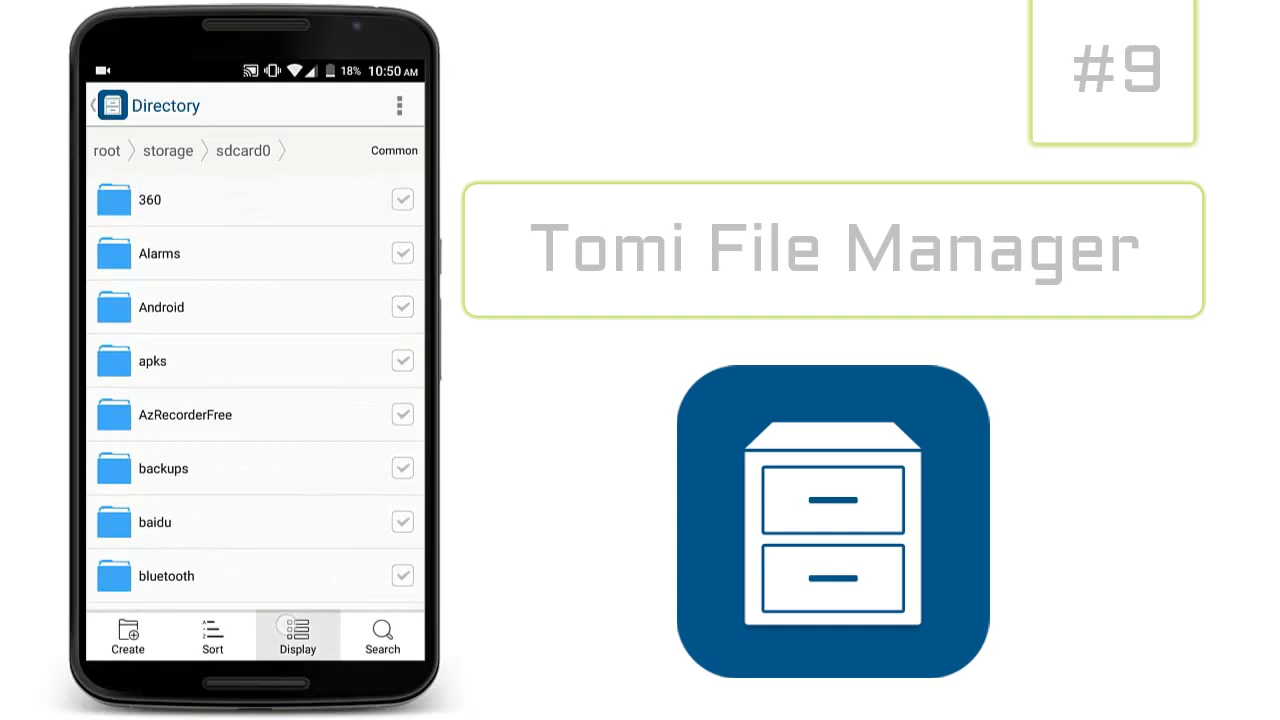 18% 10:50 AM
Directory
root storage sdcard0 Common
360
Alarms
Android
apks
AzRecorderFree
backups
baidu
bluetooth
Create Sort Display Search
#9
Tomi File Manager